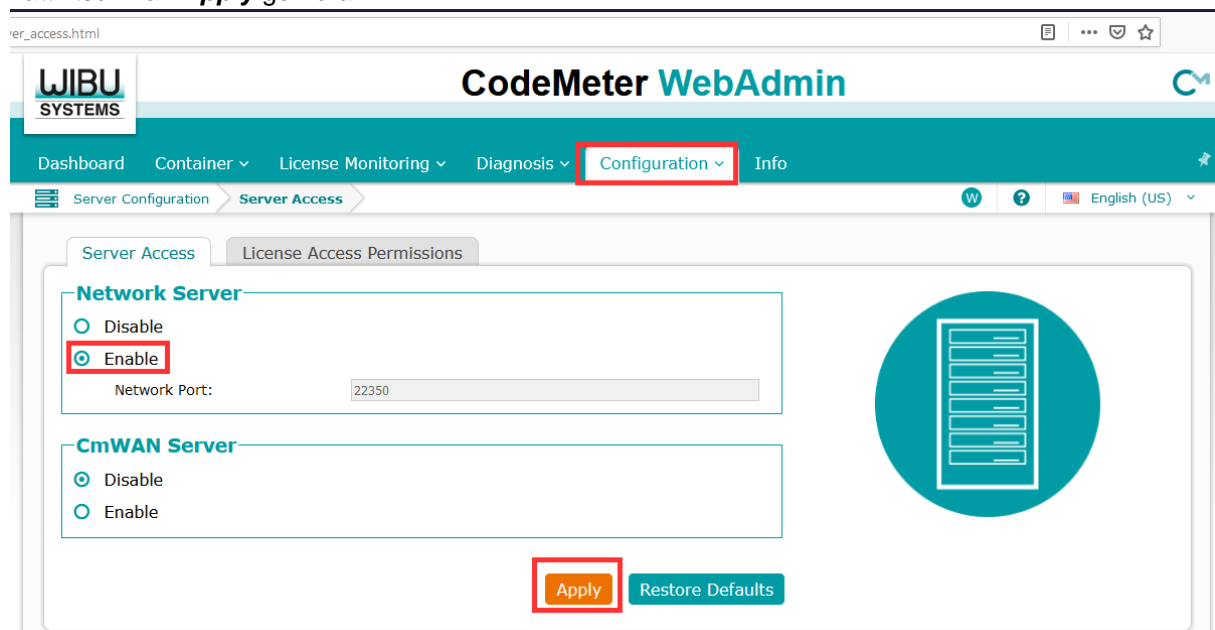 Apply
ver_access.html
WIBU
SYSTEMS
CodeMeter WebAdmin
Dashboard Container License Monitoring Diagnosis Configuration Info
Server Configuration Server Access
W ? English (US)
Server Access License Access Permissions
Network Server
Disable
Enable
Network Port: 22350
CmWAN Server
Disable
Enable
Apply Restore Defaults